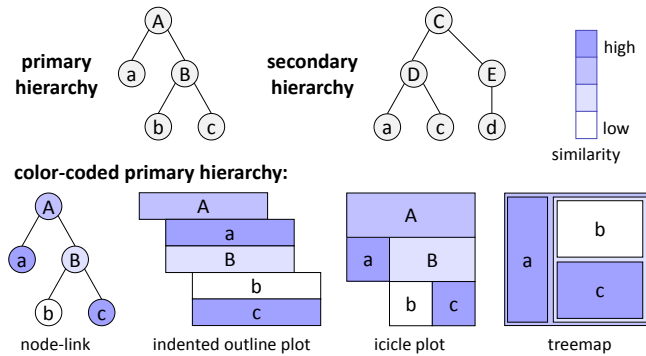 primary
hierarchy
A
a
B
b
c
secondary
hierarchy
C
D
E
a
c
d
high
low
similarity
color-coded primary hierarchy:
A
a
B
b
c
node-link
A
a
B
b
c
indented outline plot
A
a
B
b
c
icicle plot
a
b
c
treemap